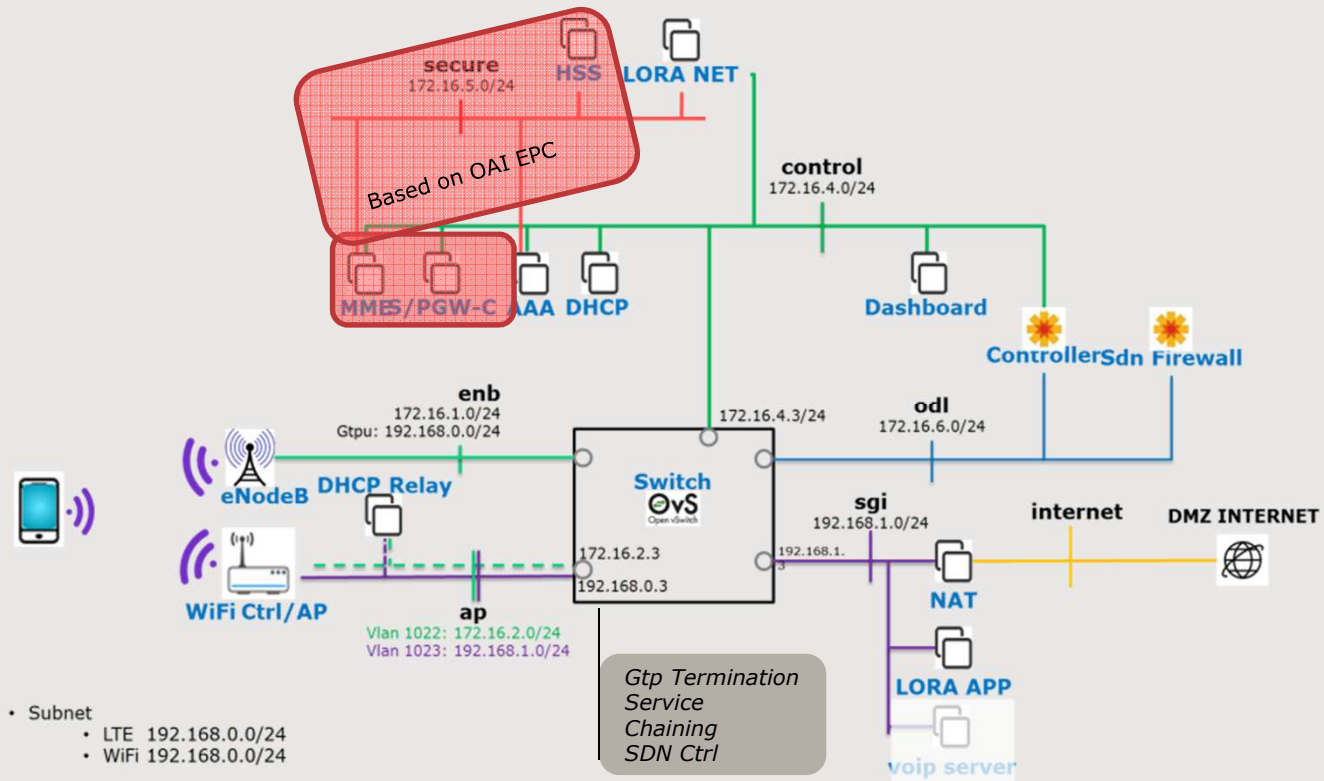 secure
172.16.5.0/24
HSS
LORA NET
Based on OAI EPC
control
172.16.4.0/24
MME
S/PGW-C
AAA
DHCP
Dashboard
Controller
Sdn Firewall
enb
172.16.1.0/24
Gtpu: 192.168.0.0/24
172.16.4.3/24
odl
172.16.6.0/24
eNodeB
DHCP Relay
Switch
OvS
Open vSwitch
sgi
192.168.1.0/24
internet
DMZ INTERNET
172.16.2.3
192.168.1.
3
192.168.0.3
WiFi Ctrl/AP
ap
NAT
Vlan 1022: 172.16.2.0/24
Vlan 1023: 192.168.1.0/24
Gtp Termination
Service
Chaining
SDN Ctrl
LORA APP
voip server
• Subnet
• LTE 192.168.0.0/24
• WiFi 192.168.0.0/24